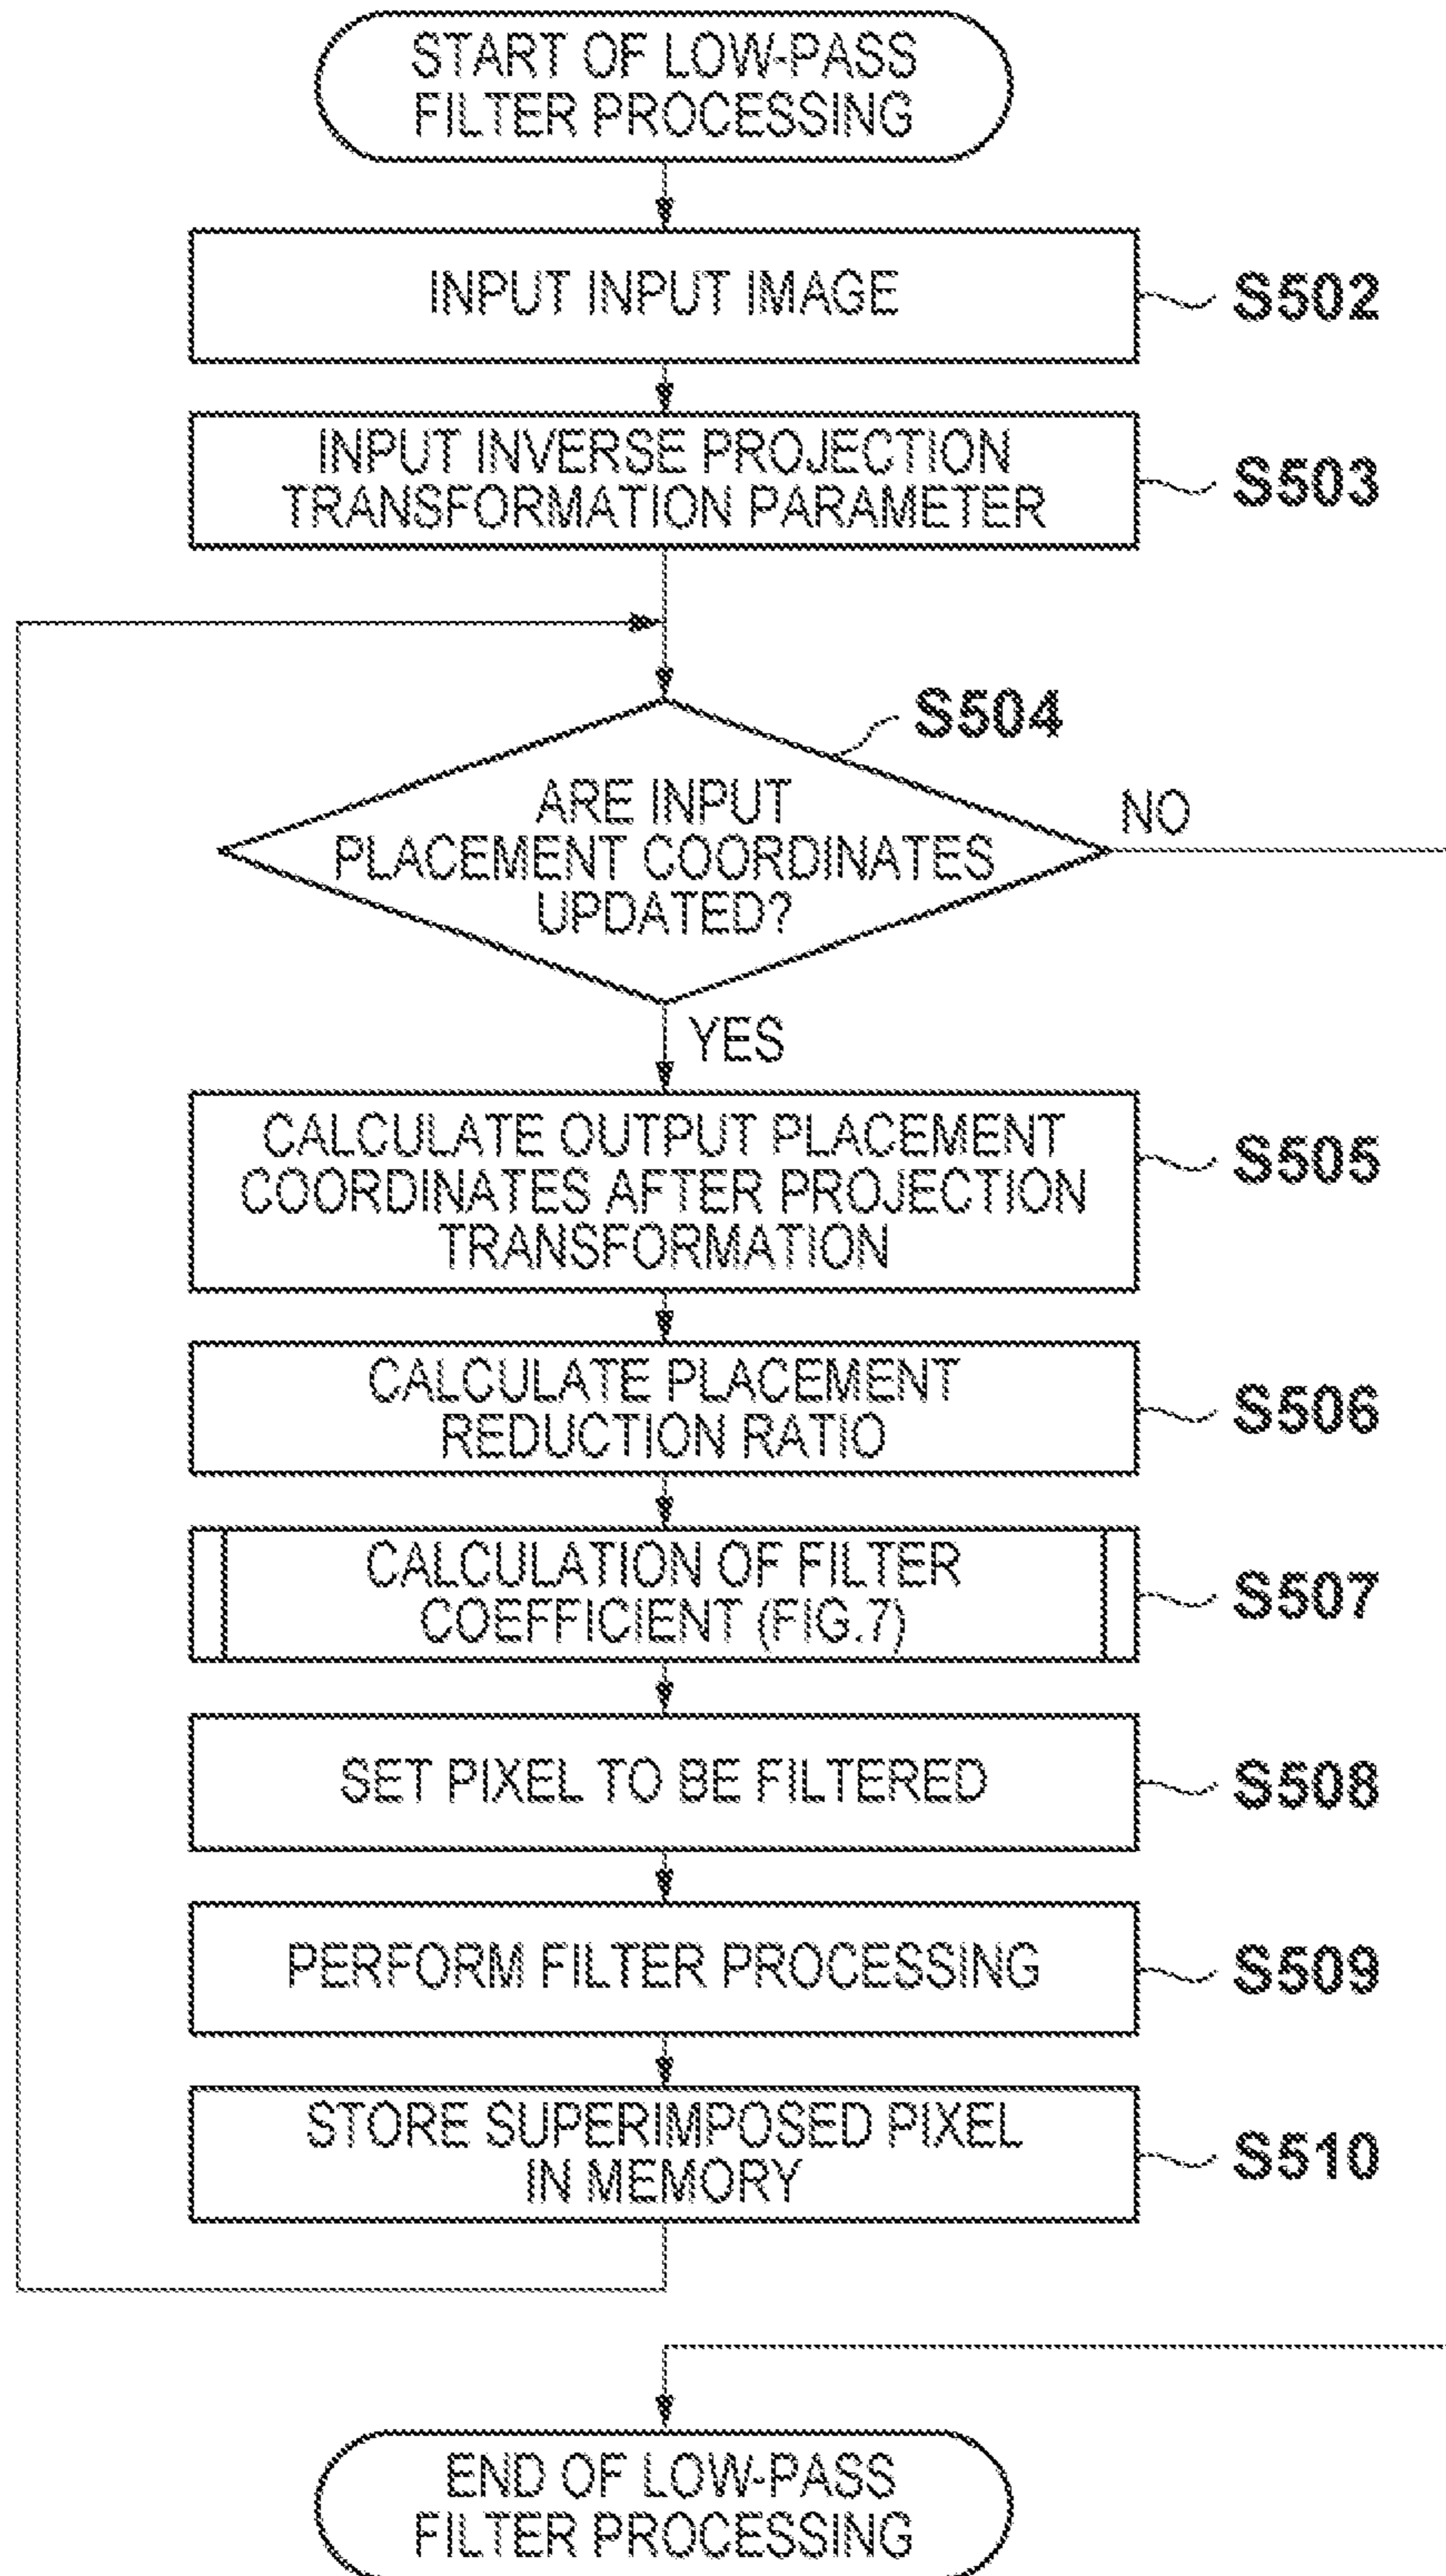 START OF LOW-PASS
FILTER PROCESSING
INPUT INPUT IMAGE
S502
INPUT INVERSE PROJECTION
TRANSFORMATION PARAMETER
S503
S504
ARE INPUT
PLACEMENT COORDINATES
UPDATED?
NO
YES
CALCULATE OUTPUT PLACEMENT
COORDINATES AFTER PROJECTION
TRANSFORMATION
S505
CALCULATE PLACEMENT
REDUCTION RATIO
S506
CALCULATION OF FILTER
COEFFICIENT (FIG.7)
S507
SET PIXEL TO BE FILTERED
S508
PERFORM FILTER PROCESSING
S509
STORE SUPERIMPOSED PIXEL
IN MEMORY
S510
END OF LOW-PASS
FILTER PROCESSING